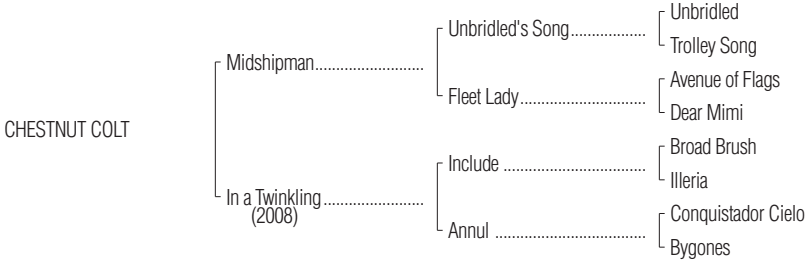 Unbridled
Unbridled's Song..................
Trolley Song
Midshipman.........................
Avenue of Flags
Fleet Lady.............................
Dear Mimi
CHESTNUT COLT
Broad Brush
Include .................................
Illeria
In a Twinkling.......................
(2008)
Conquistador Cielo
Annul ...................................
Bygones